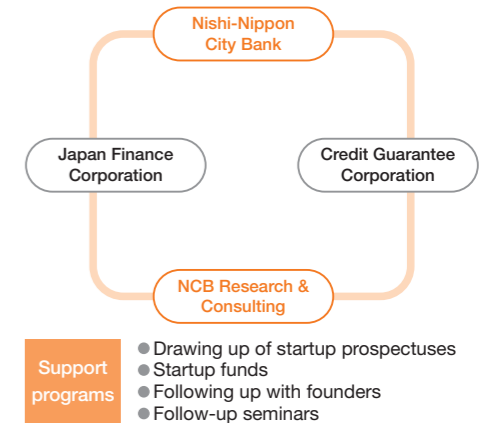 Nishi-Nippon
City Bank
Japan Finance
Corporation
Credit Guarantee
Corporation
NCB Research &
Consulting
Support
programs
Drawing up of startup prospectuses
Startup funds
Following up with founders
Follow-up seminars